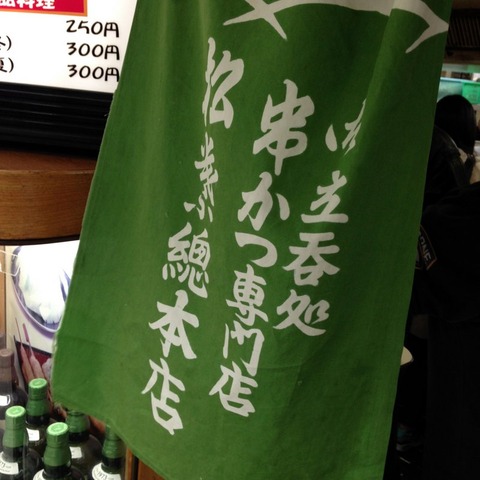 品料理
250円
300円
300円
立呑処
串かつ専門店
松葉總本店